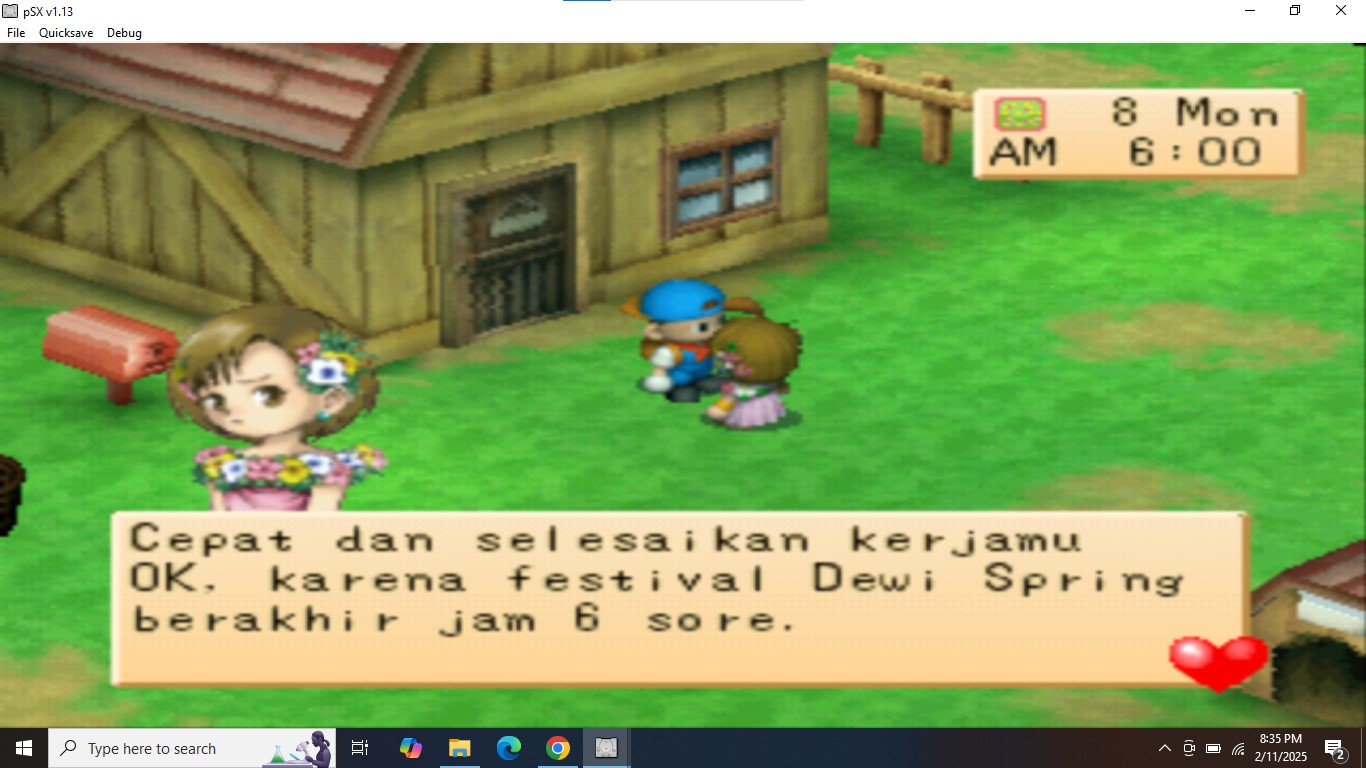 pSX v1.13
File Quicksave Debug
8 Mon
AM 6:00
Cepat dan selesaikan kerjamu
OK, karena festival Dewi Spring
berakhir jam 6 sore.
Type here to search
8:35 PM
2/11/2025
2